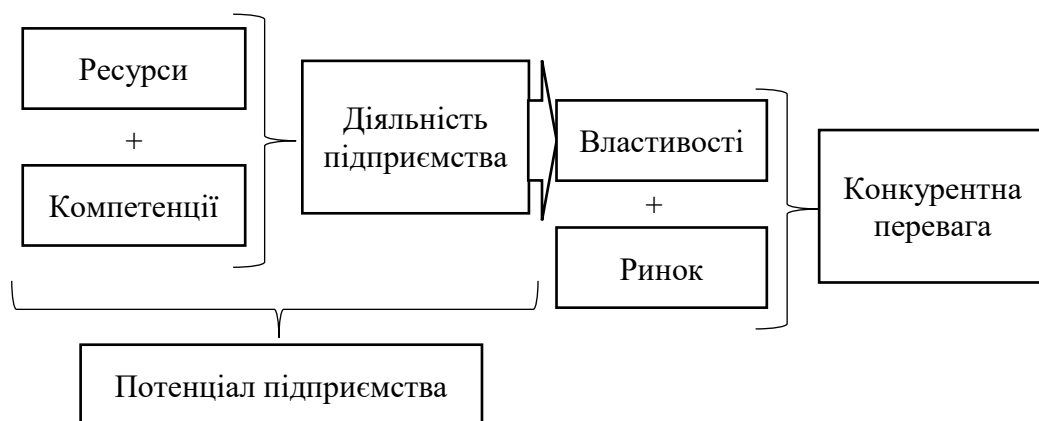 Ресурси
+
Компетенції
Діяльність
підприємства
Властивості
+
Ринок
Конкурентна
перевага
Потенціал підприємства